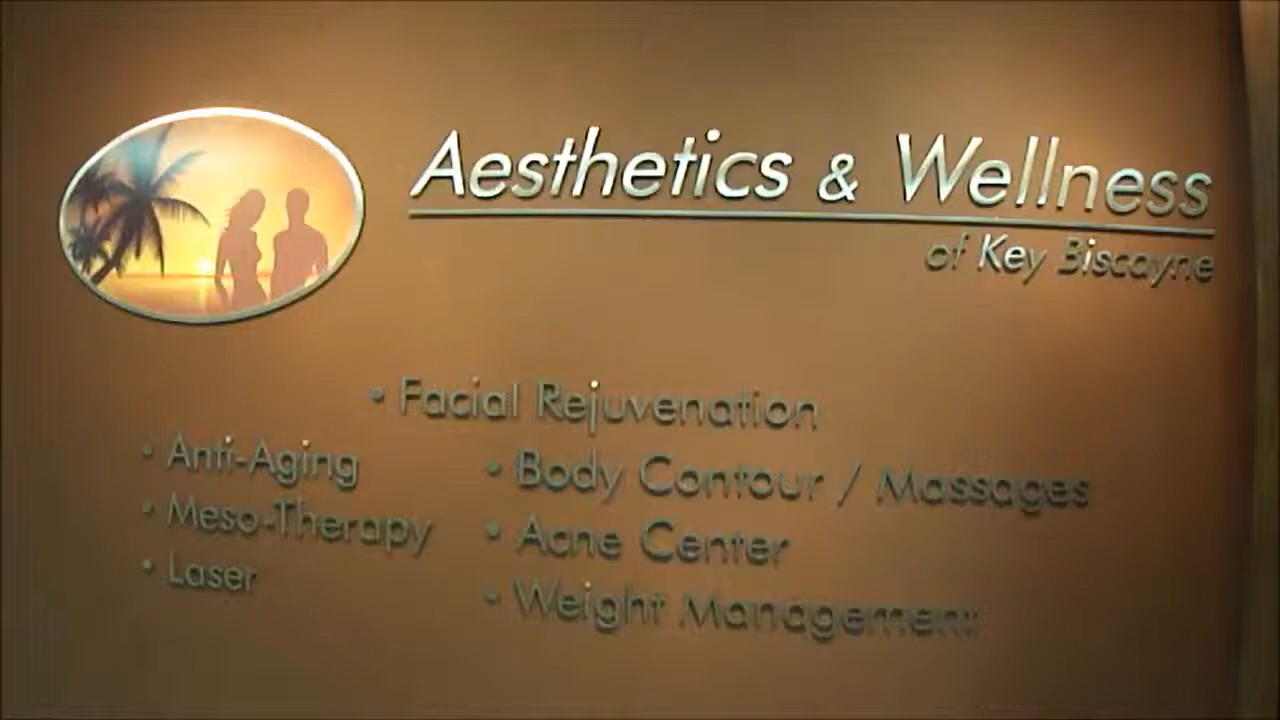 Aesthetics & Wellness
of Key Biscayne
• Facial Rejuvenation
• Anti-Aging
• Meso-Therapy
• Laser
• Body Contour / Massages
• Acne Center
• Weight Management